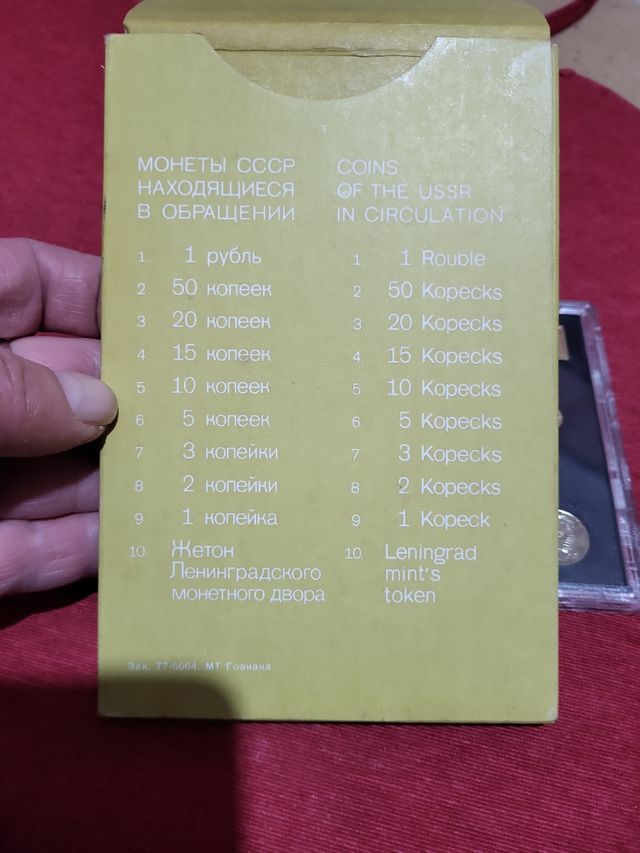 МОНЕТЫ СССР
НАХОДЯЩИЕСЯ
В ОБРАЩЕНИИ
1 1 рубль
2 50 копеек
3 20 копеек
4 15 копеек
5. 10 копеек
6 5 копеек
7 3 копейки
8 2 копейки
9 1 копейка
10. Жетон
Ленинградского
монетного двора
COINS
OF THE USSR
IN CIRCULATION
1. 1 Rouble
2 50 Kopecks
3. 20 Kopecks
4. 15 Kopecks
5. 10 Kopecks
6. 5 Kopecks
7. 3 Kopecks
8. 2 Kopecks
9 1 Kopeck
10. Leningrad
mint's
token
Зак. 77-6064. МТ Гознака.